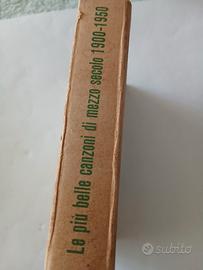 Le più belle canzoni di mezzo secolo 1900-1950
subito